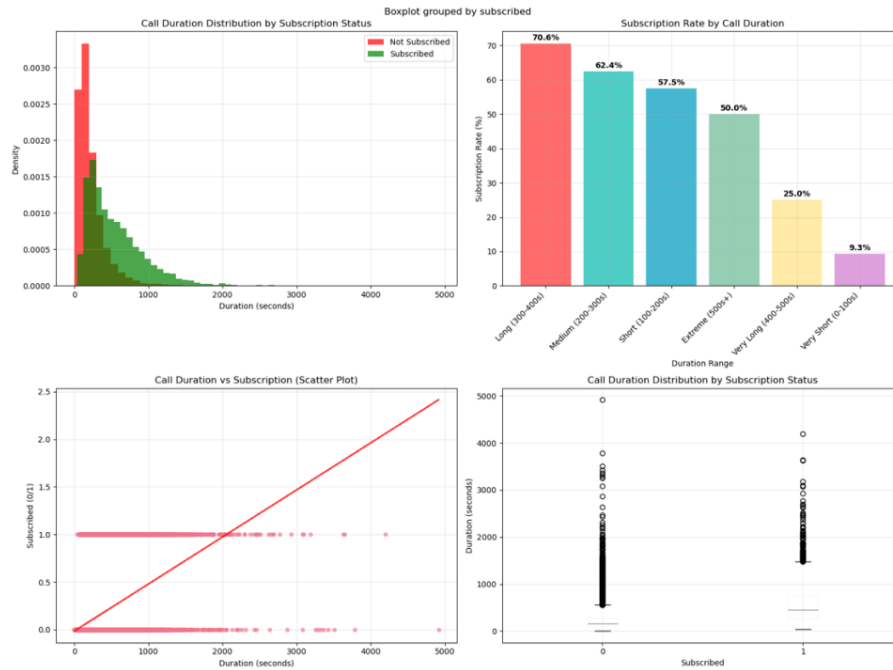 Boxplot grouped by subscribed
Call Duration Distribution by Subscription Status
Density
0.0030
0.0025
0.0020
0.0015
0.0010
0.0005
0.0000
Not Subscribed
Subscribed
0 1000 2000 3000 4000 5000
Duration (seconds)
Subscription Rate by Call Duration
Subscription Rate (%)
70
60
50
40
30
20
10
0
70.6%
62.4%
57.5%
50.0%
25.0%
9.3%
Long (300-400s)
Medium (200-300s)
Short (100-200s)
Extreme (500s+)
Very Long (400-500s)
Very Short (0-100s)
Duration Range
Call Duration vs Subscription (Scatter Plot)
Subscribed (0/1)
2.5
2.0
1.5
1.0
0.5
0.0
0 1000 2000 3000 4000 5000
Duration (seconds)
Call Duration Distribution by Subscription Status
Duration (seconds)
5000
4000
3000
2000
1000
0
0 1
Subscribed